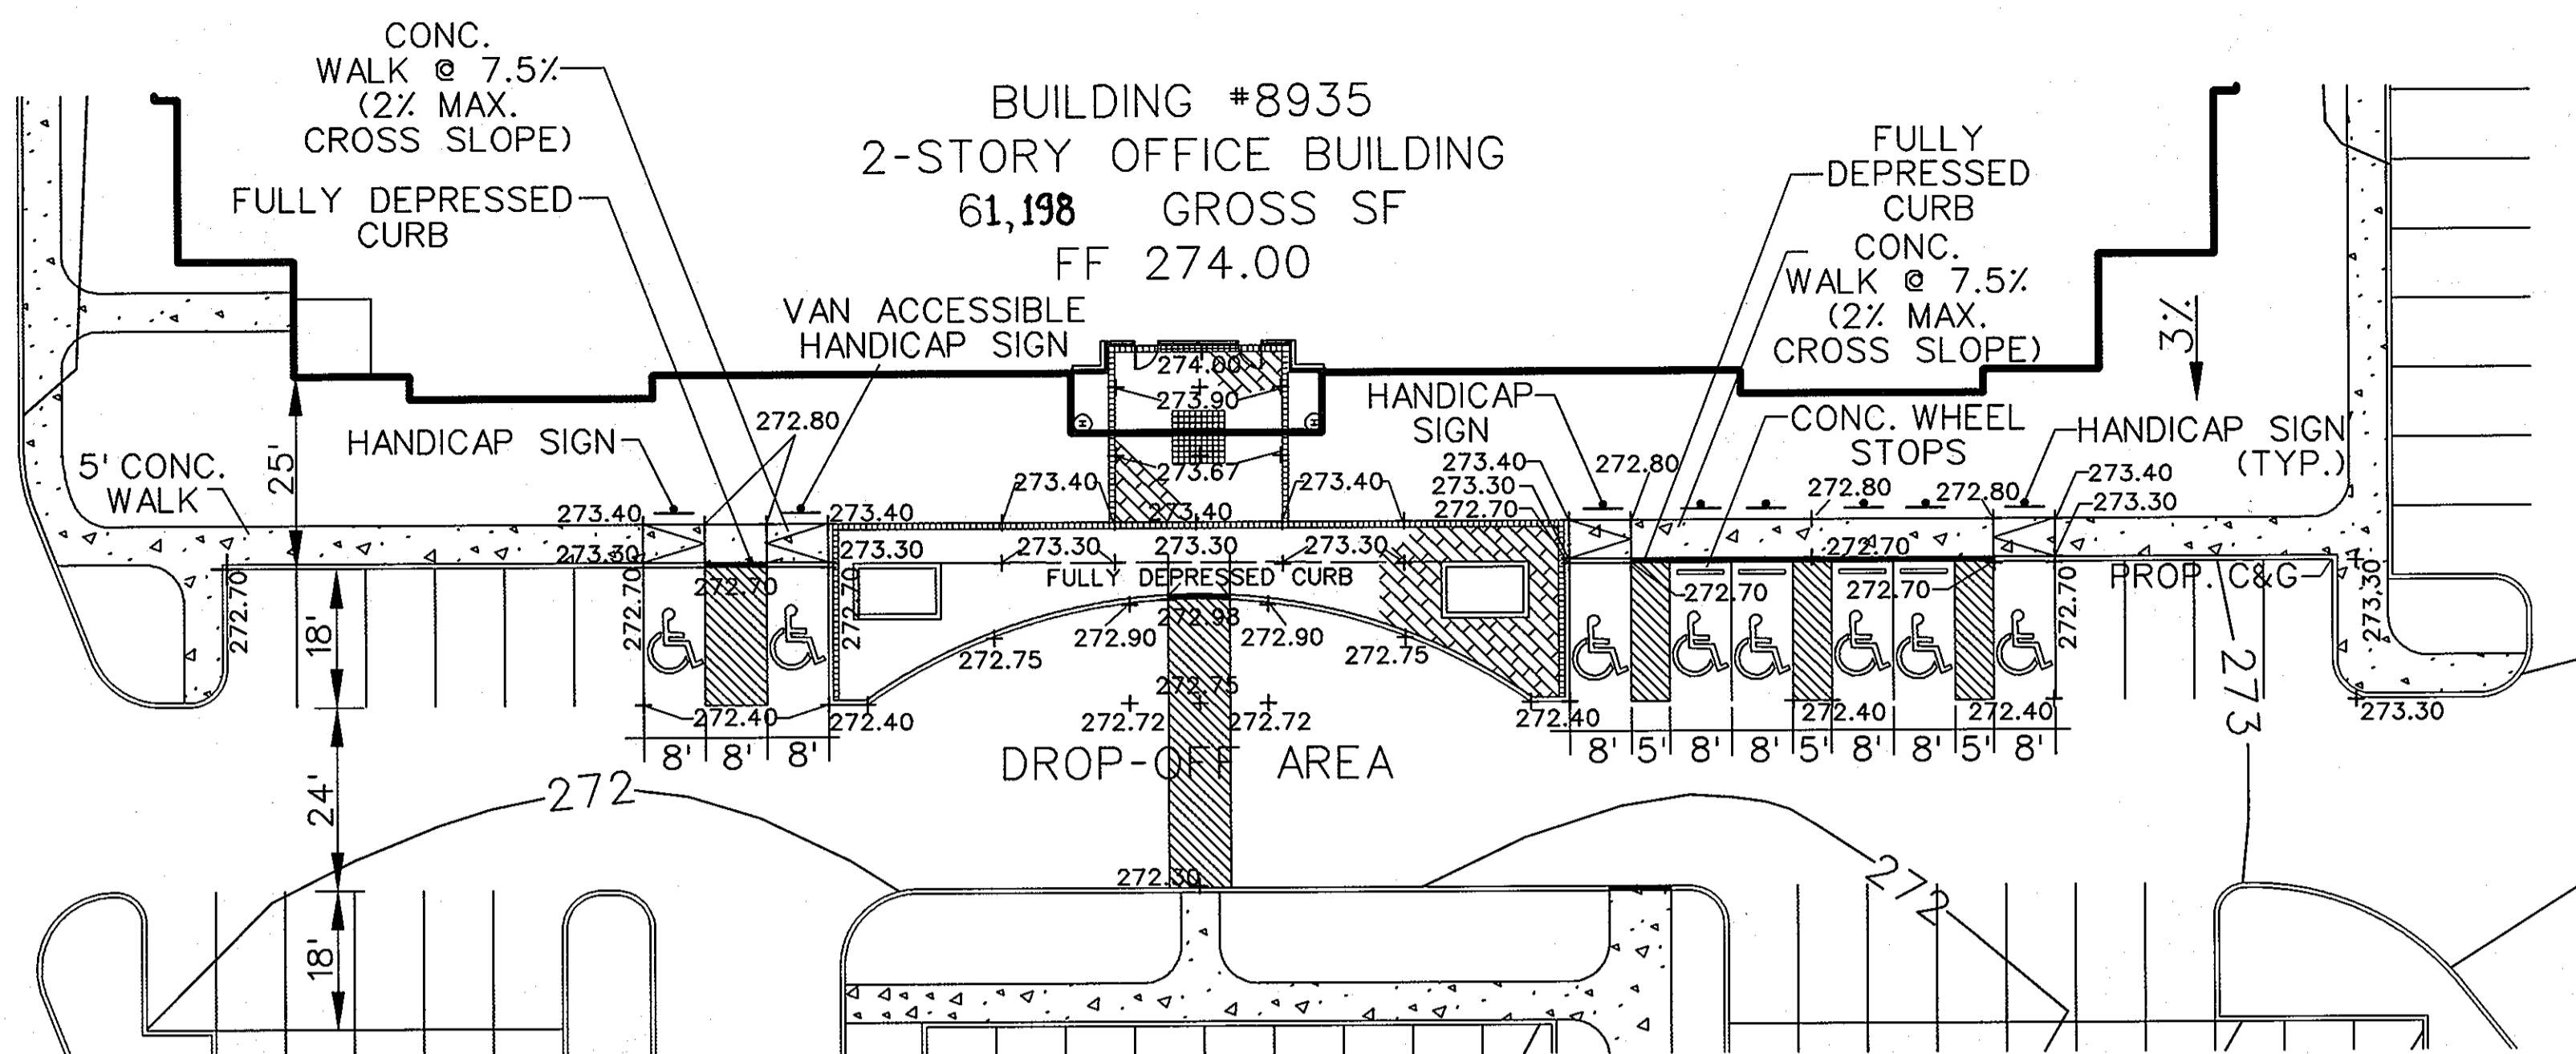 CONC.
WALK @ 7.5%
(2% MAX.
CROSS SLOPE)
FULLY DEPRESSED
CURB
BUILDING #8935
2-STORY OFFICE BUILDING
61,198 GROSS SF
FF 274.00
FULLY
DEPRESSED
CURB
CONC.
WALK @ 7.5%
(2% MAX.
CROSS SLOPE)
3%
VAN ACCESSIBLE
HANDICAP SIGN
HANDICAP SIGN
272.80
5' CONC.
WALK
25'
274.00
273.90
H
H
273.67
273.40
273.40
273.40
HANDICAP
SIGN
CONC. WHEEL
STOPS
HANDICAP SIGN
(TYP.)
273.40
273.30
272.70
272.80
272.80
272.80
273.40
273.30
273.40
273.40
273.30
273.30
273.30
273.30
273.30
FULLY DEPRESSED CURB
272.70
PROP. C&G
272.70
272.70
272.70
272.70
272.70
272.70
272.70
273.30
18'
272.98
272.90
272.90
272.75
272.75
272.75
272.72
272.72
272.40
272.40
272.40
272.40
272.40
273.30
8'
8'
8'
8'
5'
8'
8'
5'
8'
8'
5'
8'
DROP-OFF AREA
273
24'
272
272
272.30
18'